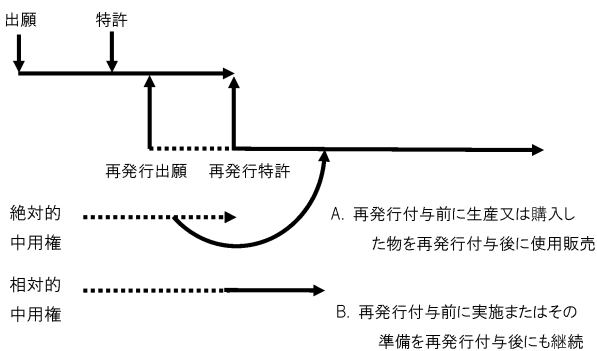 出願
特許
再発行出願
再発行特許
絶対的
中用権
A. 再発行付与前に生産又は購入し
た物を再発行付与後に使用販売
相対的
中用権
B. 再発行付与前に実施またはその
準備を再発行付与後にも継続